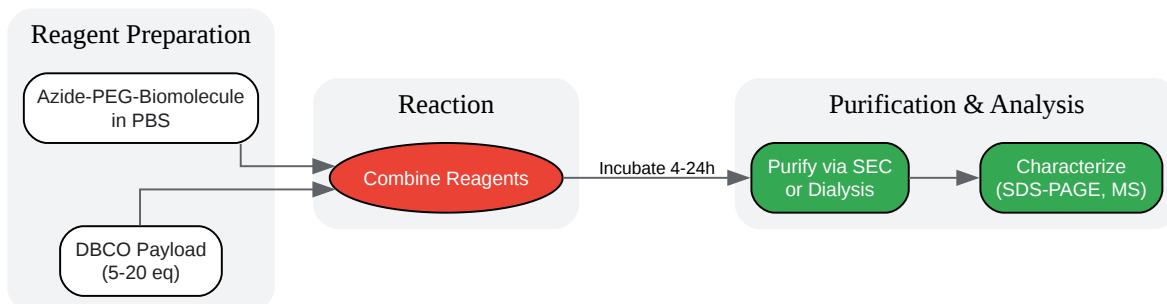 Reagent Preparation
Azide-PEG-Biomolecule
in PBS
DBCO Payload
(5-20 eq)
Reaction
Combine Reagents
Incubate 4-24h
Purification & Analysis
Purify via SEC
or Dialysis
Characterize
(SDS-PAGE, MS)